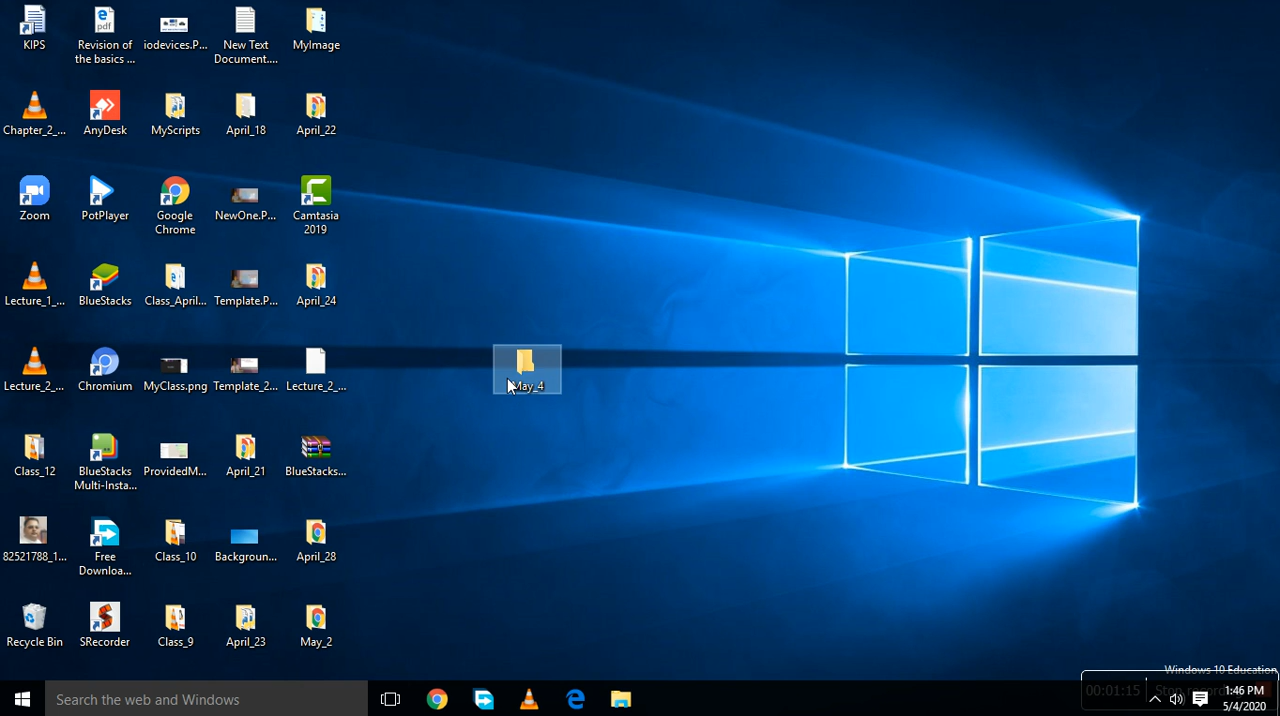 KIPS
Revision of
the basics ...
iodevices.P...
New Text
Document....
MyImage
Chapter_2_...
AnyDesk
MyScripts
April_18
April_22
Zoom
PotPlayer
Google
Chrome
NewOne.P...
Camtasia
2019
Lecture_1_...
BlueStacks
Class_April...
Template.P...
April_24
Lecture_2_...
Chromium
MyClass.png
Template_2...
Lecture_2_...
May_4
Class_12
BlueStacks
Multi-Insta...
ProvidedM...
April_21
BlueStacks...
82521788_1...
Free
Downloa...
Class_10
Backgroun...
April_28
Recycle Bin
SRecorder
Class_9
April_23
May_2
Windows 10 Education
Search the web and Windows
00:01:15
Stop
1:46 PM
5/4/2020
pdf